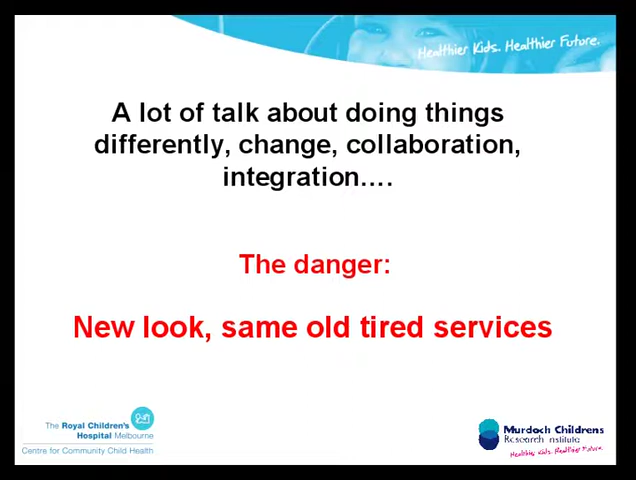 Healthier Kids. Healthier Future.
A lot of talk about doing things
differently, change, collaboration,
integration....
The danger:
New look, same old tired services
The Royal Children's
Hospital Melbourne
Centre for Community Child Health
Murdoch Childrens
Research Institute
Healthier Kids. Healthier Future.